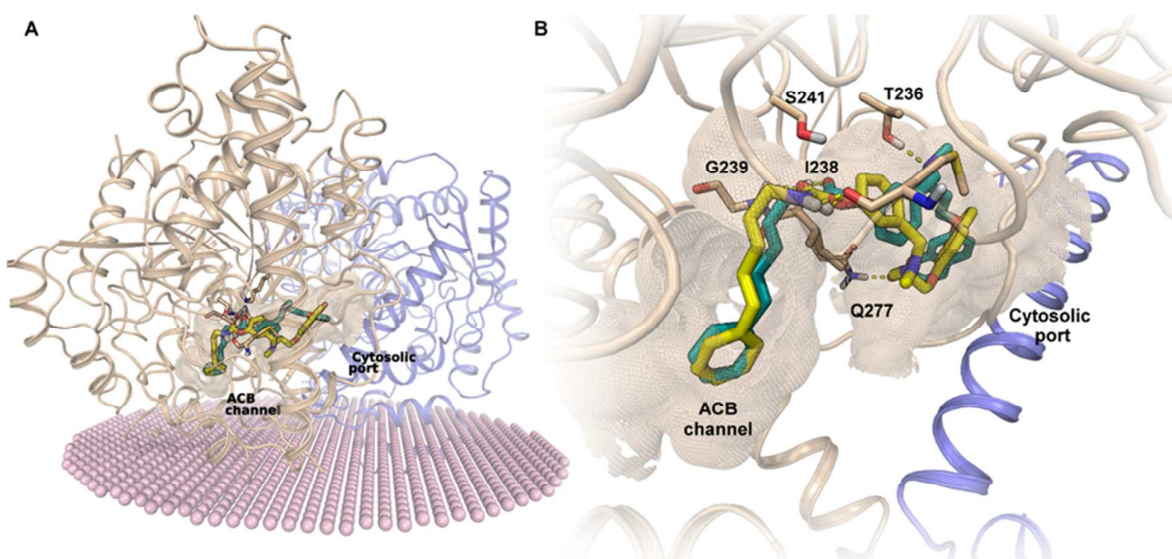 A
Cytosolic
port
ACB
channel
B
S241
T236
G239
I238
Q277
Cytosolic
port
ACB
channel